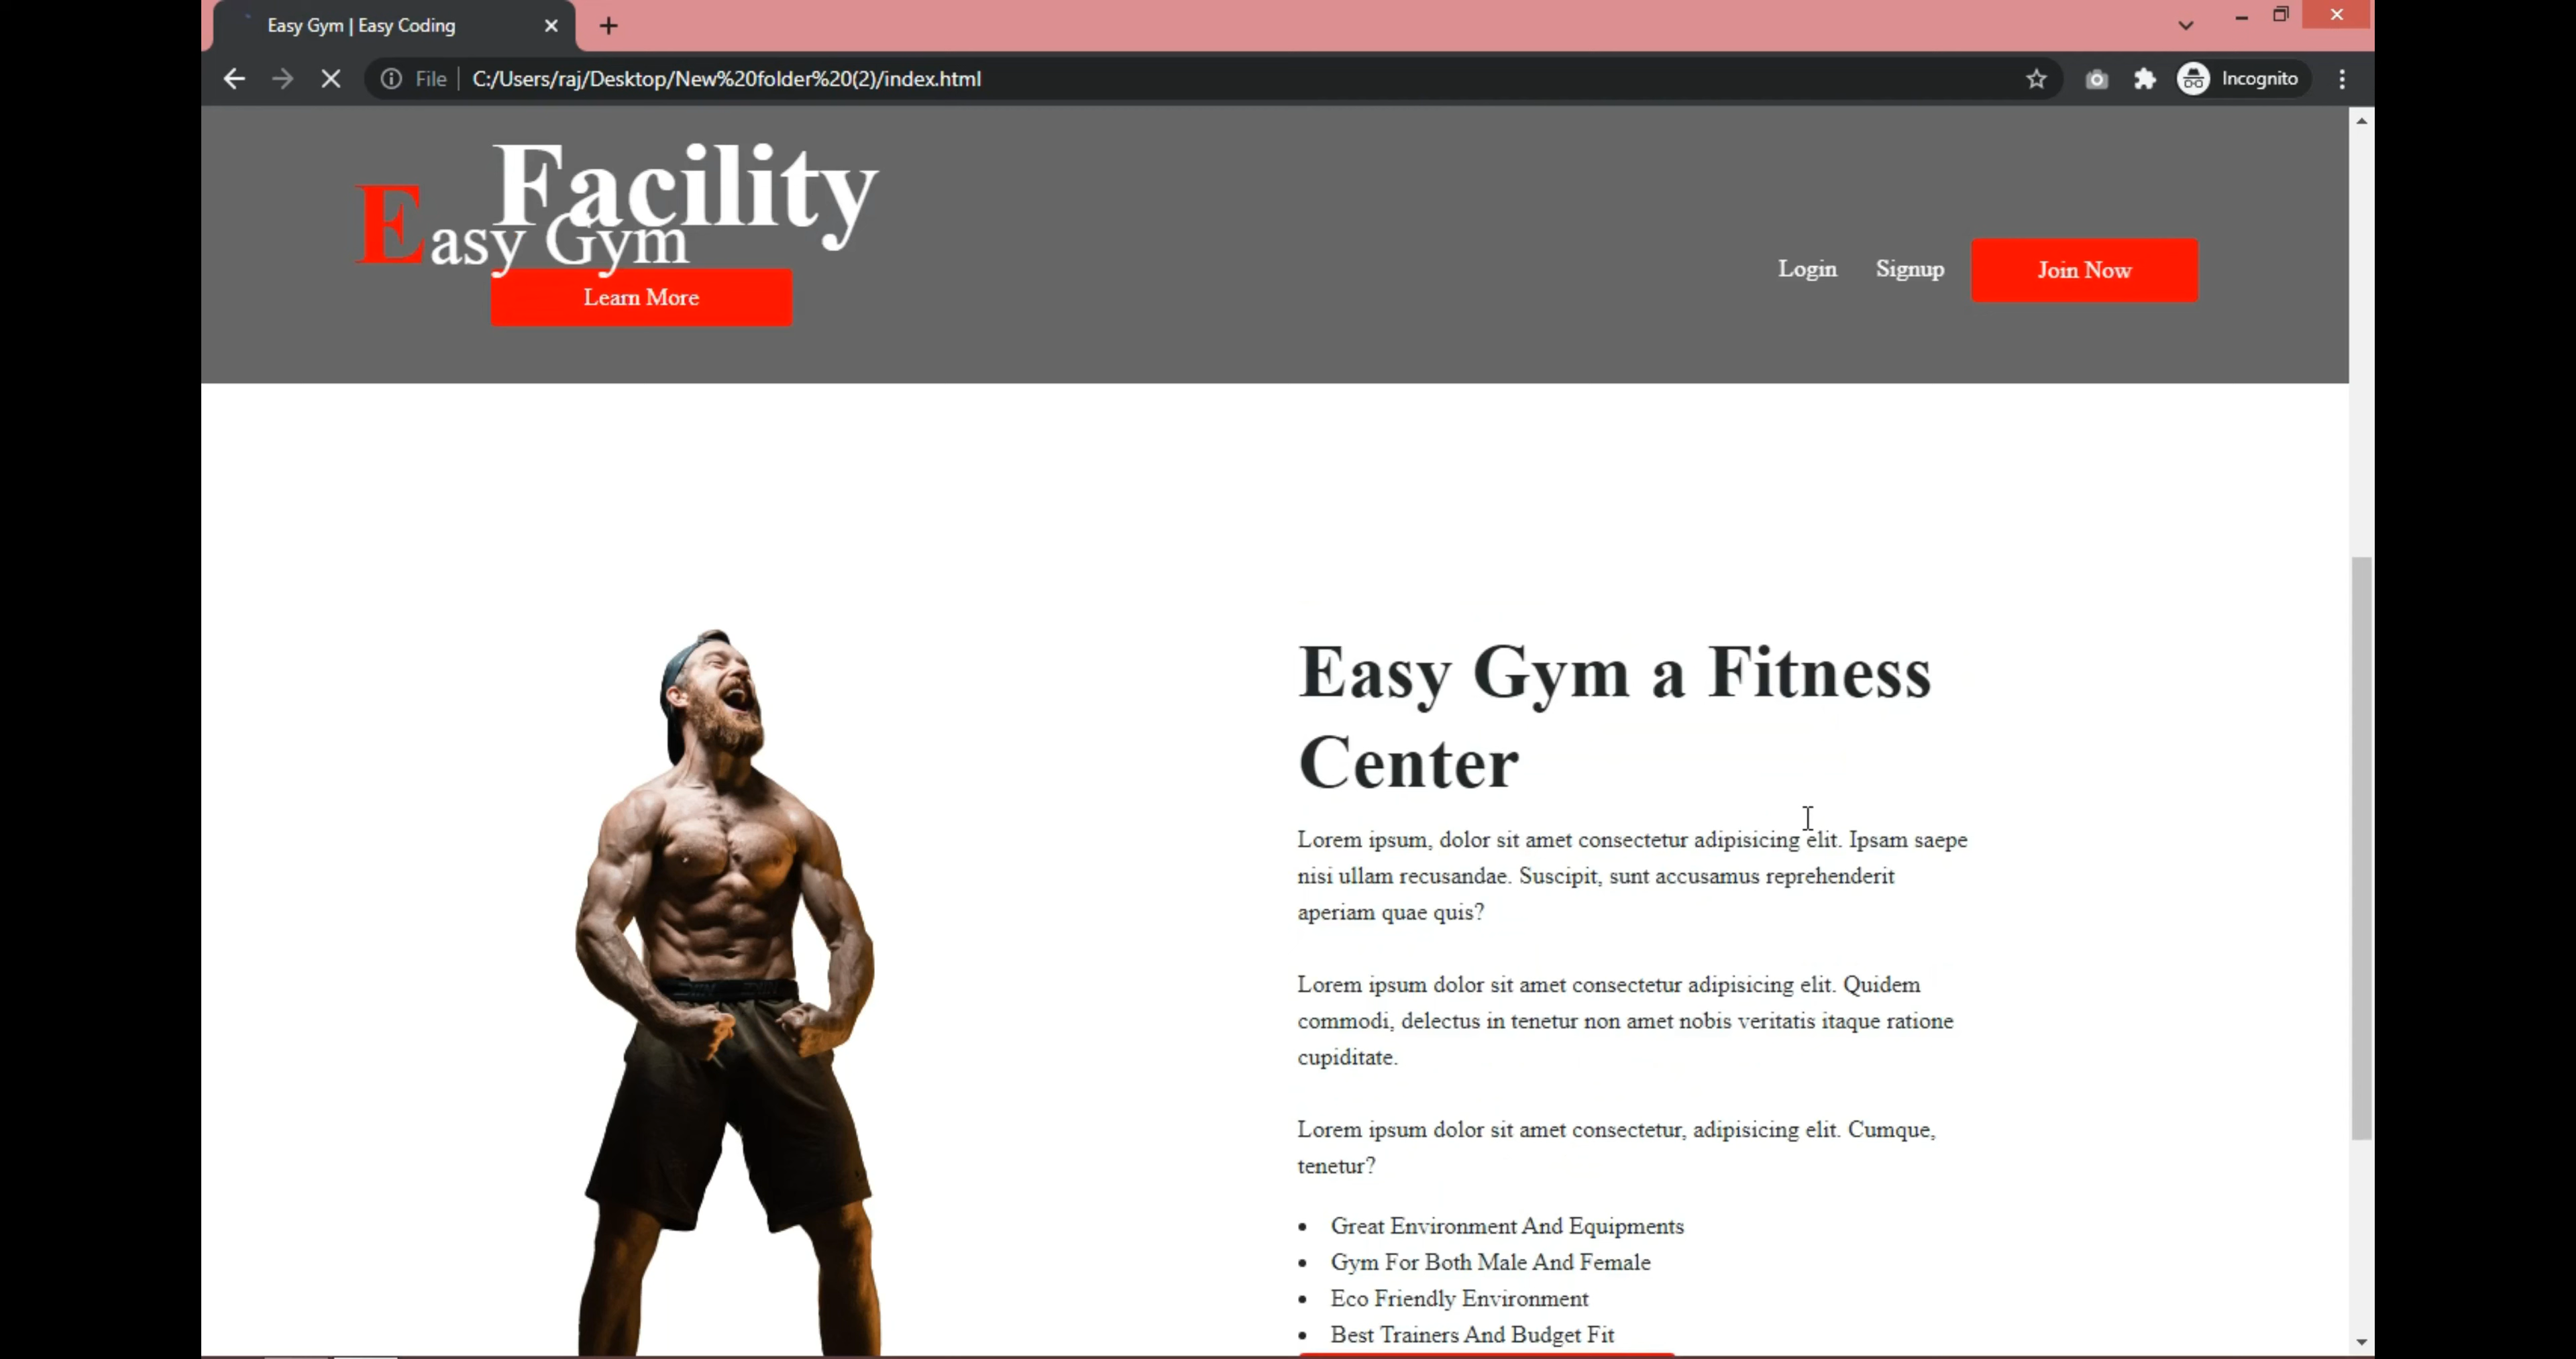 Easy Gym | Easy Coding
File
C:/Users/raj/Desktop/New%20folder%20(2)/index.html
Incognito
Facility
Easy Gym
Login
Signup
Join Now
Learn More
Easy Gym a Fitness
Center
Lorem ipsum, dolor sit amet consectetur adipisicing elit. Ipsam saepe
nisi ullam recusandae. Suscipit, sunt accusamus reprehenderit
aperiam quae quis?
Lorem ipsum dolor sit amet consectetur adipisicing elit. Quidem
commodi, delectus in tenetur non amet nobis veritatis itaque ratione
cupiditate.
Lorem ipsum dolor sit amet consectetur, adipisicing elit. Cumque,
tenetur?
• Great Environment And Equipments
• Gym For Both Male And Female
• Eco Friendly Environment
• Best Trainers And Budget Fit